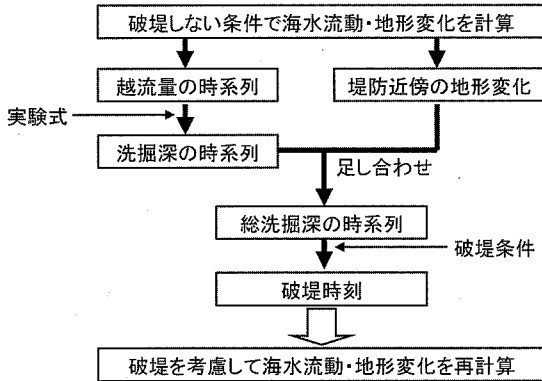 破堤しない条件で海水流動・地形変化を計算
越流量の時系列
堤防近傍の地形変化
実験式
洗掘深の時系列
足し合わせ
総洗掘深の時系列
破堤条件
破堤時刻
破堤を考慮して海水流動・地形変化を再計算